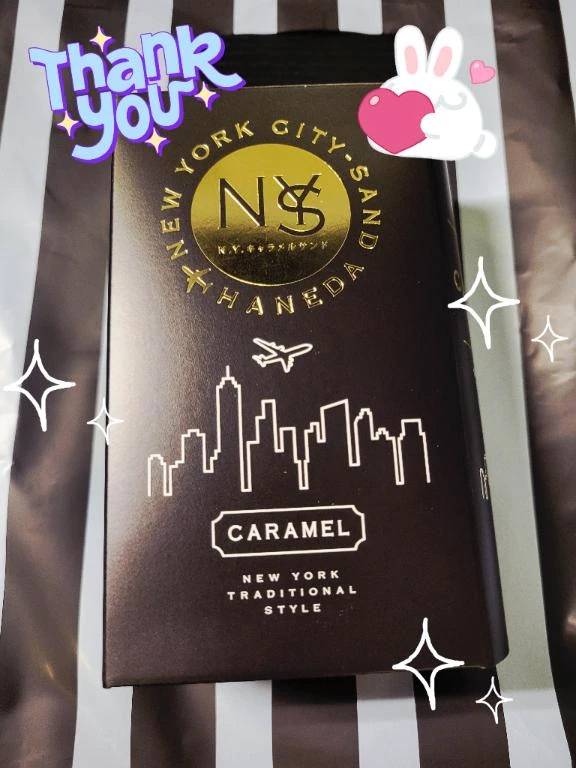 Thank
you
NEW YORK CITY-SAND
HANEDA
NYS
N.Y.キャラメルサンド
CARAMEL
NEW YORK
TRADITIONAL
STYLE